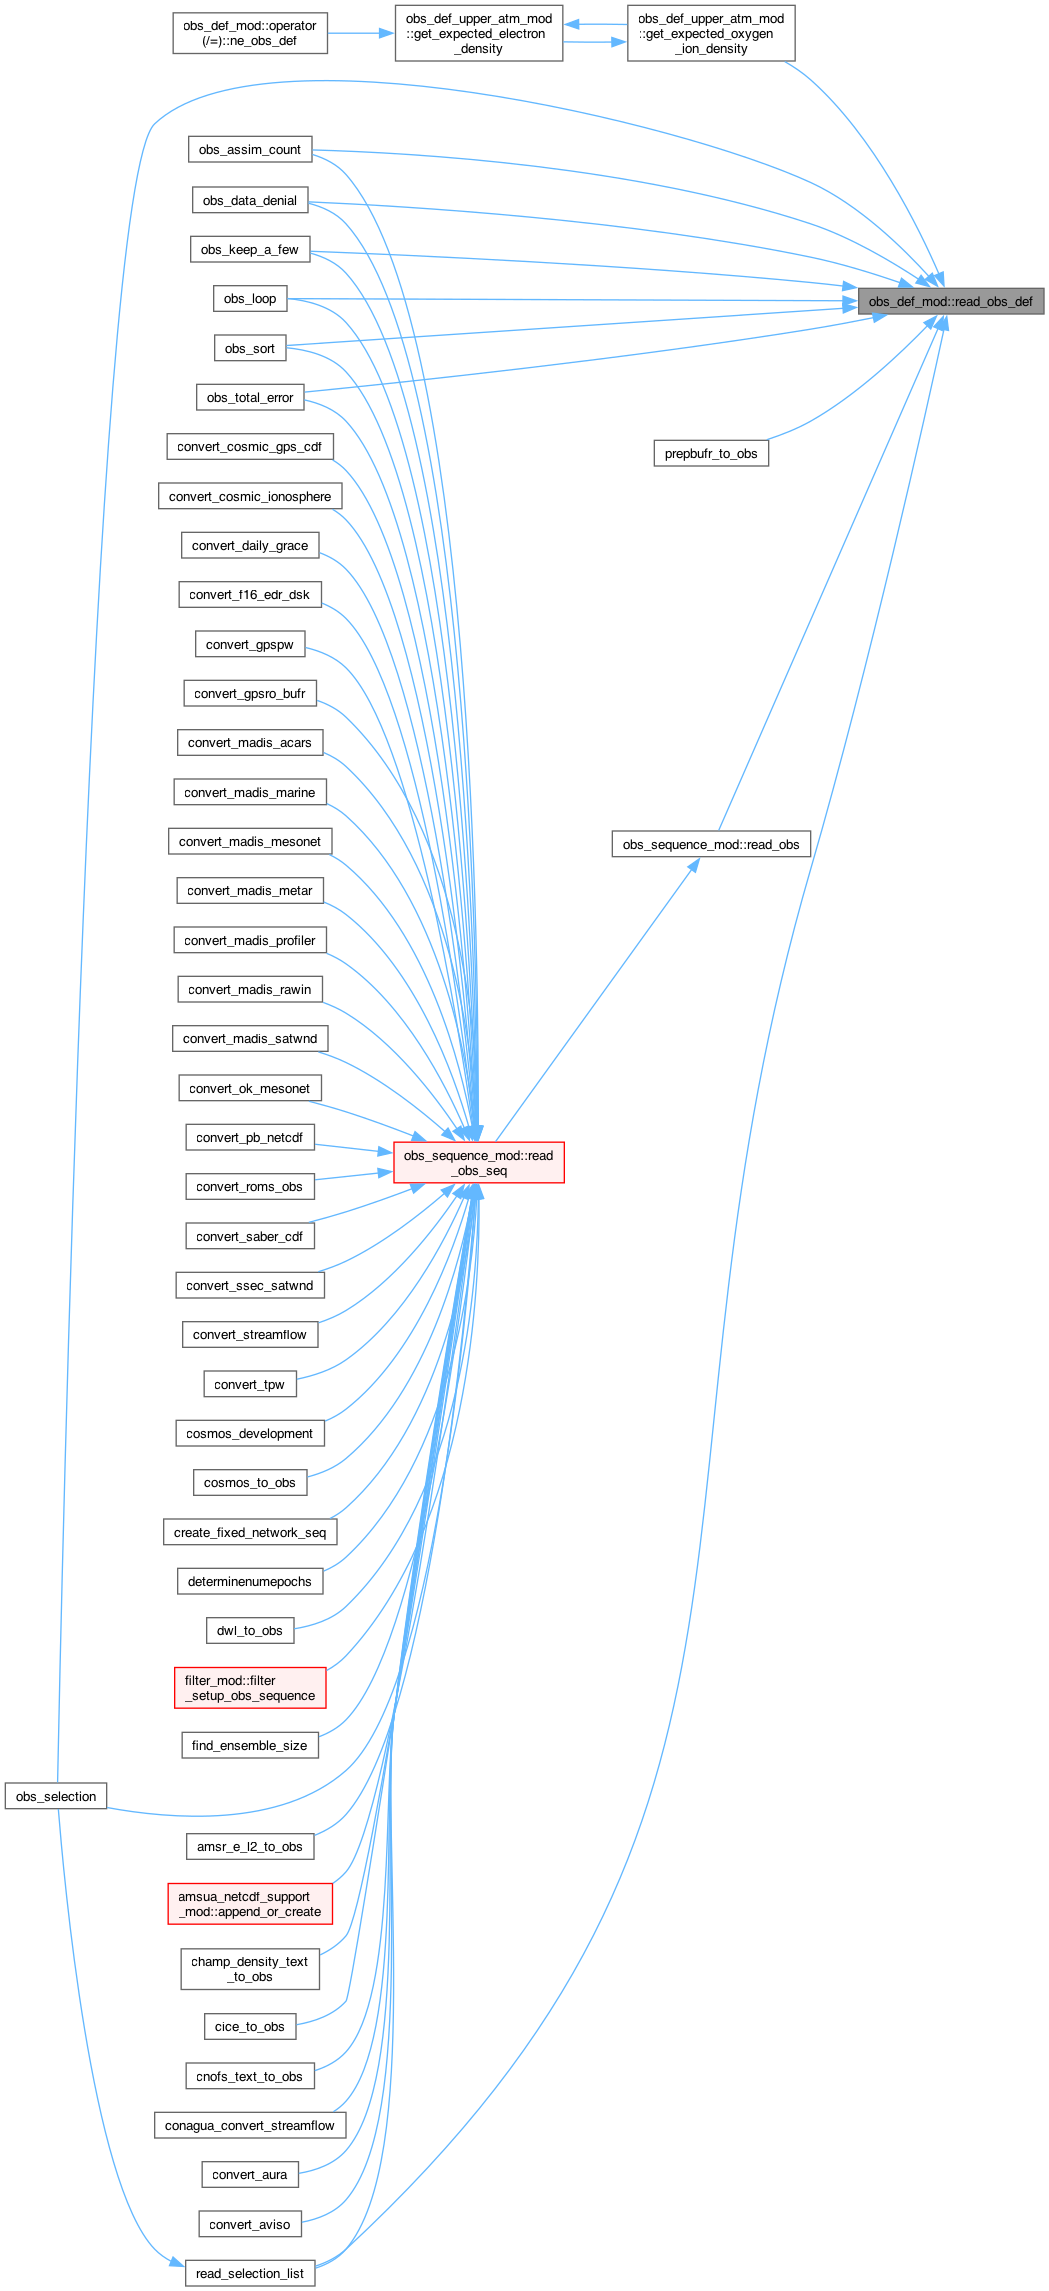 obs_def_mod::operator
(/=)::ne_obs_def
obs_def_upper_atm_mod
::get_expected_electron
_density
obs_def_upper_atm_mod
::get_expected_oxygen
_ion_density
obs_assim_count
obs_data_denial
obs_keep_a_few
obs_loop
obs_def_mod::read_obs_def
obs_sort
obs_total_error
convert_cosmic_gps_cdf
prepbufr_to_obs
convert_cosmic_ionosphere
convert_daily_grace
convert_f16_edr_dsk
convert_gpspw
convert_gpsro_bufr
convert_madis_acars
convert_madis_marine
convert_madis_mesonet
obs_sequence_mod::read_obs
convert_madis_metar
convert_madis_profiler
convert_madis_rawin
convert_madis_satwnd
convert_ok_mesonet
convert_pb_netcdf
obs_sequence_mod::read
_obs_seq
convert_roms_obs
convert_saber_cdf
convert_ssec_satwnd
convert_streamflow
convert_tpw
cosmos_development
cosmos_to_obs
create_fixed_network_seq
determinenumepochs
dwl_to_obs
filter_mod::filter
_setup_obs_sequence
find_ensemble_size
obs_selection
amsr_e_l2_to_obs
amsua_netcdf_support
_mod::append_or_create
champ_density_text
_to_obs
cice_to_obs
cnofs_text_to_obs
conagua_convert_streamflow
convert_aura
convert_aviso
read_selection_list